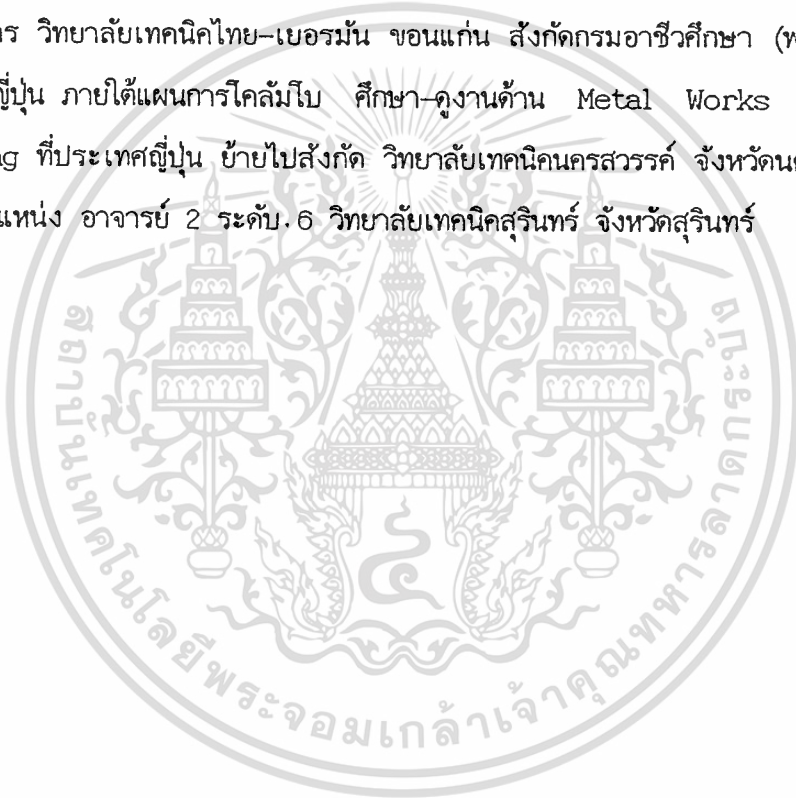 าร วิทยาลัยเทคนิคไทย-เยอรมัน ขอนแก่น สังกัดกรมอาชีวศึกษา (พ
ญี่ปุ่น ภายใต้แผนการโคลัมโบ ศึกษา-ดูงานด้าน Metal Works
ng ที่ประเทศญี่ปุ่น ย้ายไปสังกัด วิทยาลัยเทคนิคนครสวรรค์ จังหวัดน
แหน่ง อาจารย์ 2 ระดับ 6 วิทยาลัยเทคนิคสุรินทร์ จังหวัดสุรินทร์
สถาบันเทคโนโลยีพระจอมเกล้าเจ้าคุณทหารลาดกระบัง